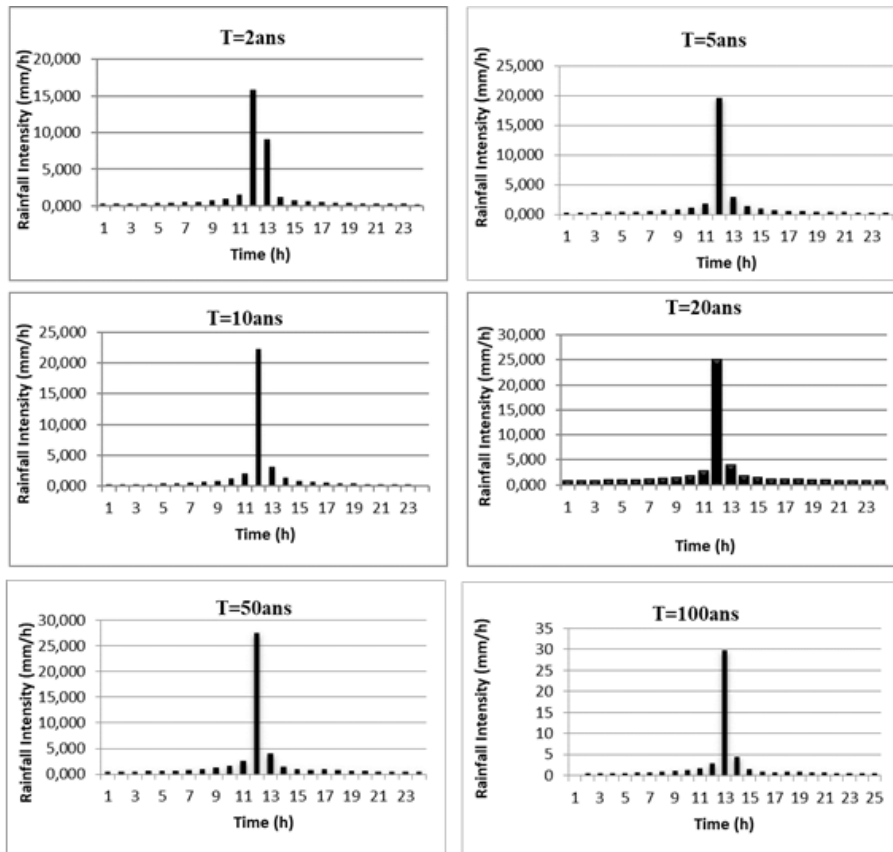 T=2ans
Rainfall Intensity (mm/h)
20,000
15,000
10,000
5,000
0,000
1 3 5 7 9 11 13 15 17 19 21 23
Time (h)
T=5ans
Rainfall Intensity (mm/h)
25,000
20,000
15,000
10,000
5,000
0,000
1 3 5 7 9 11 13 15 17 19 21 23
Time (h)
T=10ans
Rainfall Intensity (mm/h)
25,000
20,000
15,000
10,000
5,000
0,000
1 3 5 7 9 11 13 15 17 19 21 23
Time (h)
T=20ans
Rainfall Intensity (mm/h)
30,000
25,000
20,000
15,000
10,000
5,000
0,000
1 3 5 7 9 11 13 15 17 19 21 23
Time (h)
T=50ans
Rainfall Intensity (mm/h)
30,000
25,000
20,000
15,000
10,000
5,000
0,000
1 3 5 7 9 11 13 15 17 19 21 23
Time (h)
T=100ans
Rainfall Intensity (mm/h)
35
30
25
20
15
10
5
0
1 3 5 7 9 11 13 15 17 19 21 23 25
Time (h)